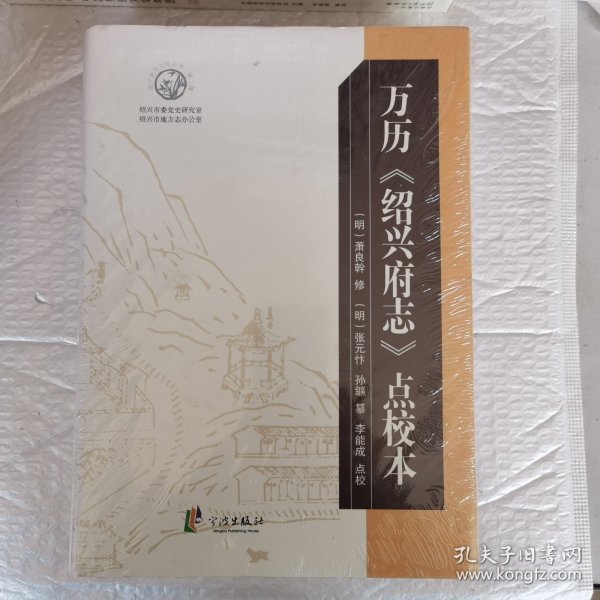 绍兴市委党史研究室
绍兴市地方志办公室
万历《绍兴府志》点校本
（明）萧良幹 修 （明）张元忭 孙鑛 纂 李能成 点校
宁波出版社
Ningbo Publishing House
孔夫子旧书网
www.kongfz.com